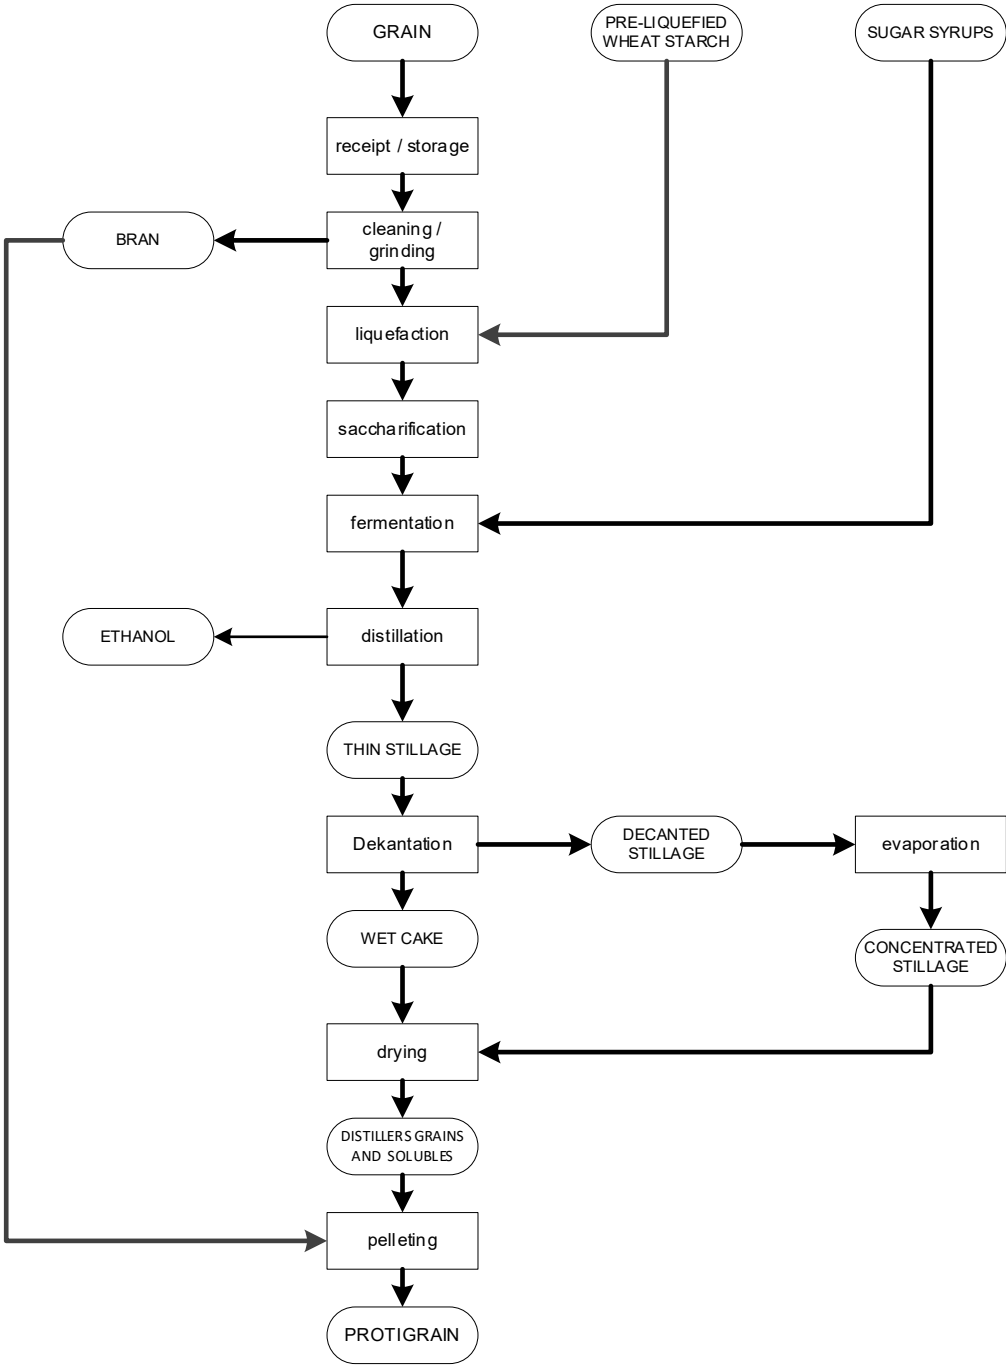 GRAIN
PRE-LIQUEFIED
WHEAT STARCH
SUGAR SYRUPS
receipt / storage
BRAN
cleaning /
grinding
liquefaction
saccharification
fermentation
ETHANOL
distillation
THIN STILLAGE
Dekantation
DECANTED
STILLAGE
evaporation
WET CAKE
CONCENTRATED
STILLAGE
drying
DISTILLERS GRAINS
AND SOLUBLES
pelleting
PROTIGRAIN